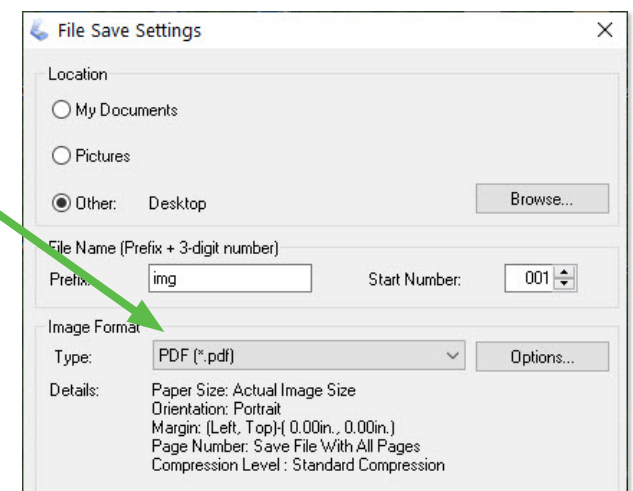 File Save Settings
Location
My Documents
Pictures
Other: Desktop Browse...
File Name (Prefix + 3-digit number)
Prefix: img Start Number: 001
Image Format
Type: PDF (*.pdf) Options...
Details: Paper Size: Actual Image Size
Orientation: Portrait
Margin: (Left, Top)-( 0.00in., 0.00in.)
Page Number: Save File With All Pages
Compression Level : Standard Compression